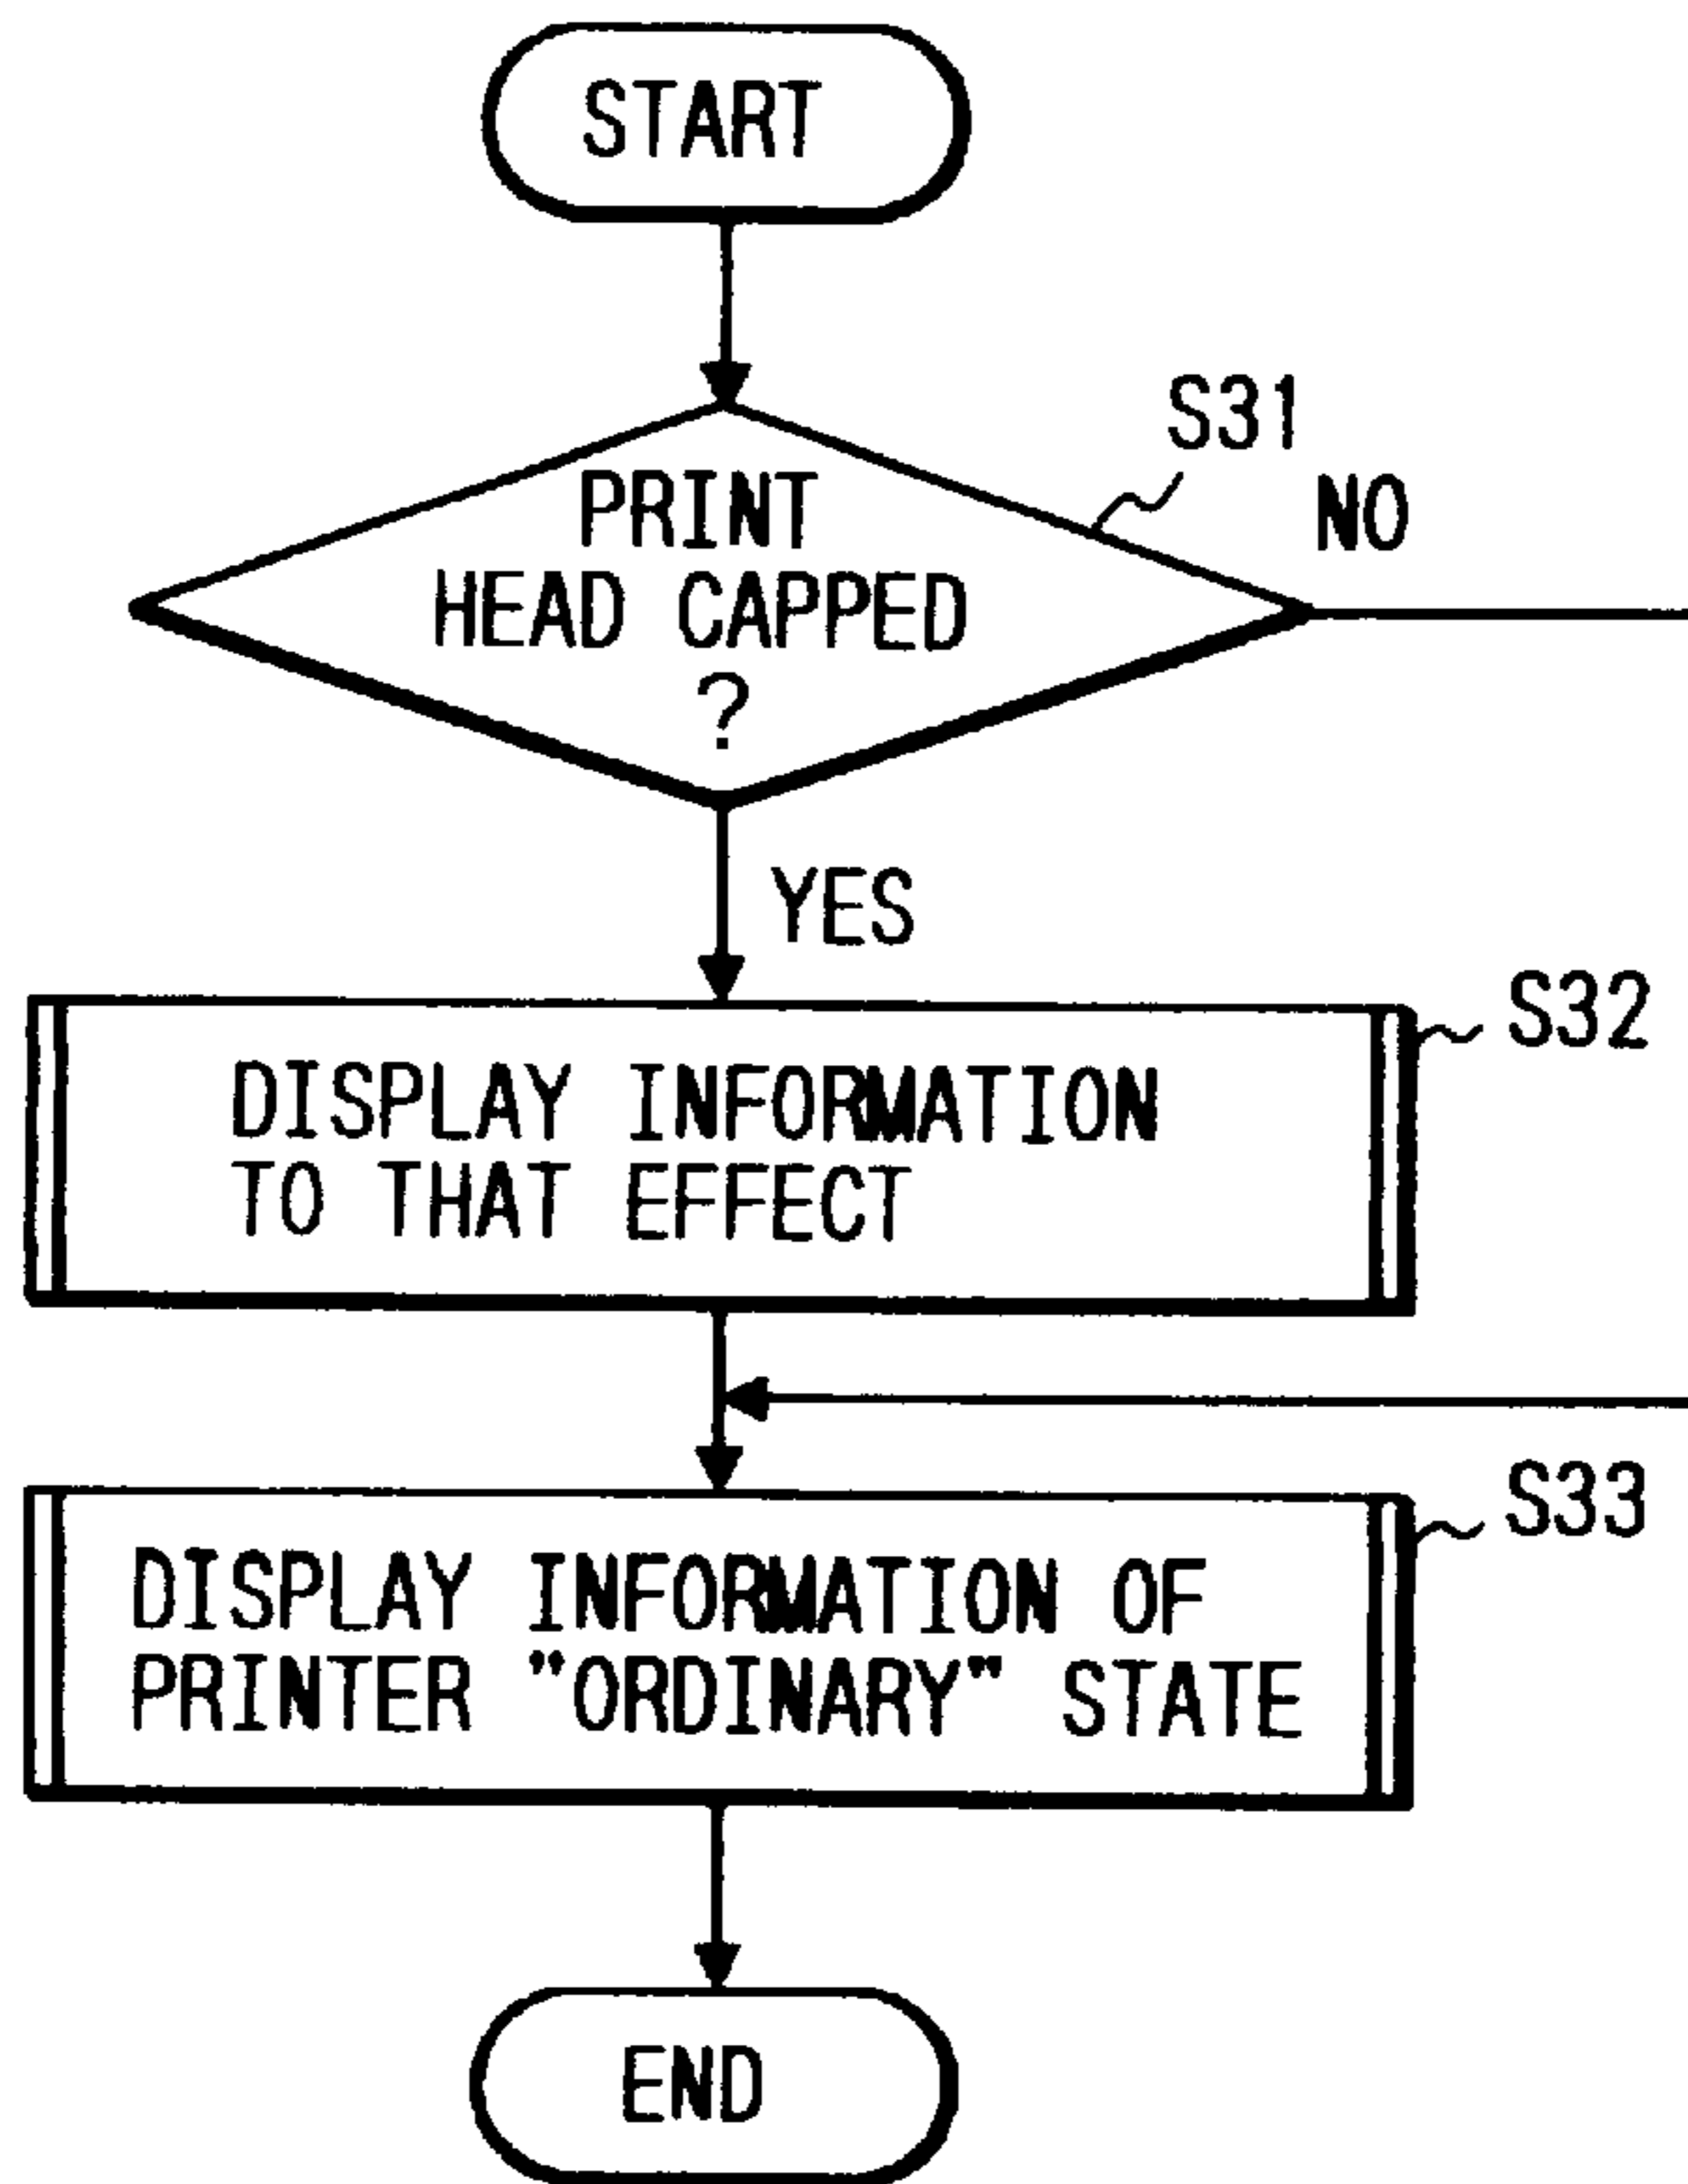 START
S31
PRINT
NO
HEAD CAPPED
?
YES
S32
DISPLAY INFORMATION
TO THAT EFFECT
S33
DISPLAY INFORMATION OF
PRINTER "ORDINARY" STATE
END